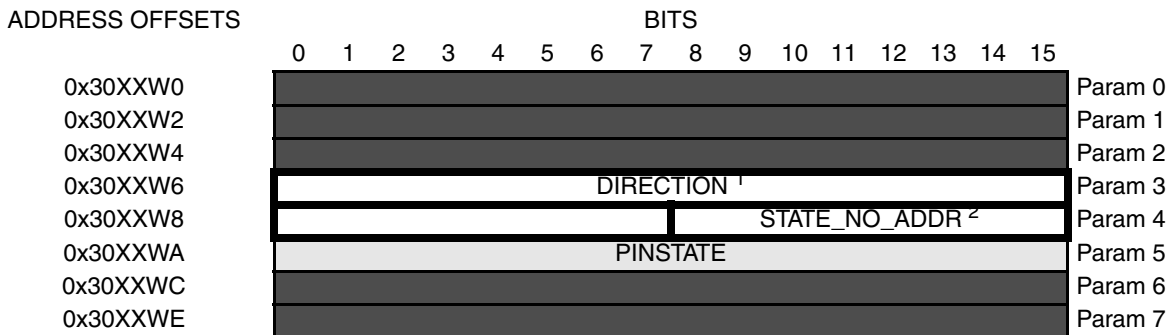 ADDRESS OFFSETS BITS
0 1 2 3 4 5 6 7 8 9 10 11 12 13 14 15
0x30XXW0 Param 0
0x30XXW2 Param 1
0x30XXW4 Param 2
0x30XXW6 DIRECTION 1 Param 3
0x30XXW8 STATE_NO_ADDR 2 Param 4
0x30XXWA PINSTATE Param 5
0x30XXWC Param 6
0x30XXWE Param 7